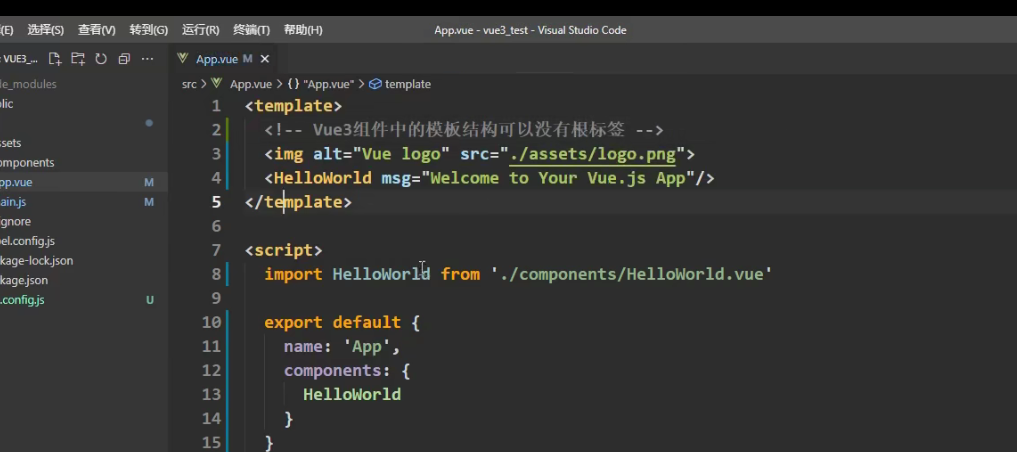 (E) 选择(S) 查看(V) 转到(G) 运行(R) 终端(T) 帮助(H) App.vue - vue3_test - Visual Studio Code
VUE3_... App.vue M ×
src > App.vue > {} "App.vue" > template
le_modules
lic
sets
omponents
pp.vue M
ain.js M
ignore
el.config.js
kage-lock.json
kage.json
.config.js U
1 <template>
2 <!-- Vue3组件中的模板结构可以没有根标签 -->
3 <img alt="Vue logo" src="./assets/logo.png">
4 <HelloWorld msg="Welcome to Your Vue.js App"/>
5 </template>
6
7 <script>
8 import HelloWorld from './components/HelloWorld.vue'
9
10 export default {
11 name: 'App',
12 components: {
13 HelloWorld
14 }
15 }